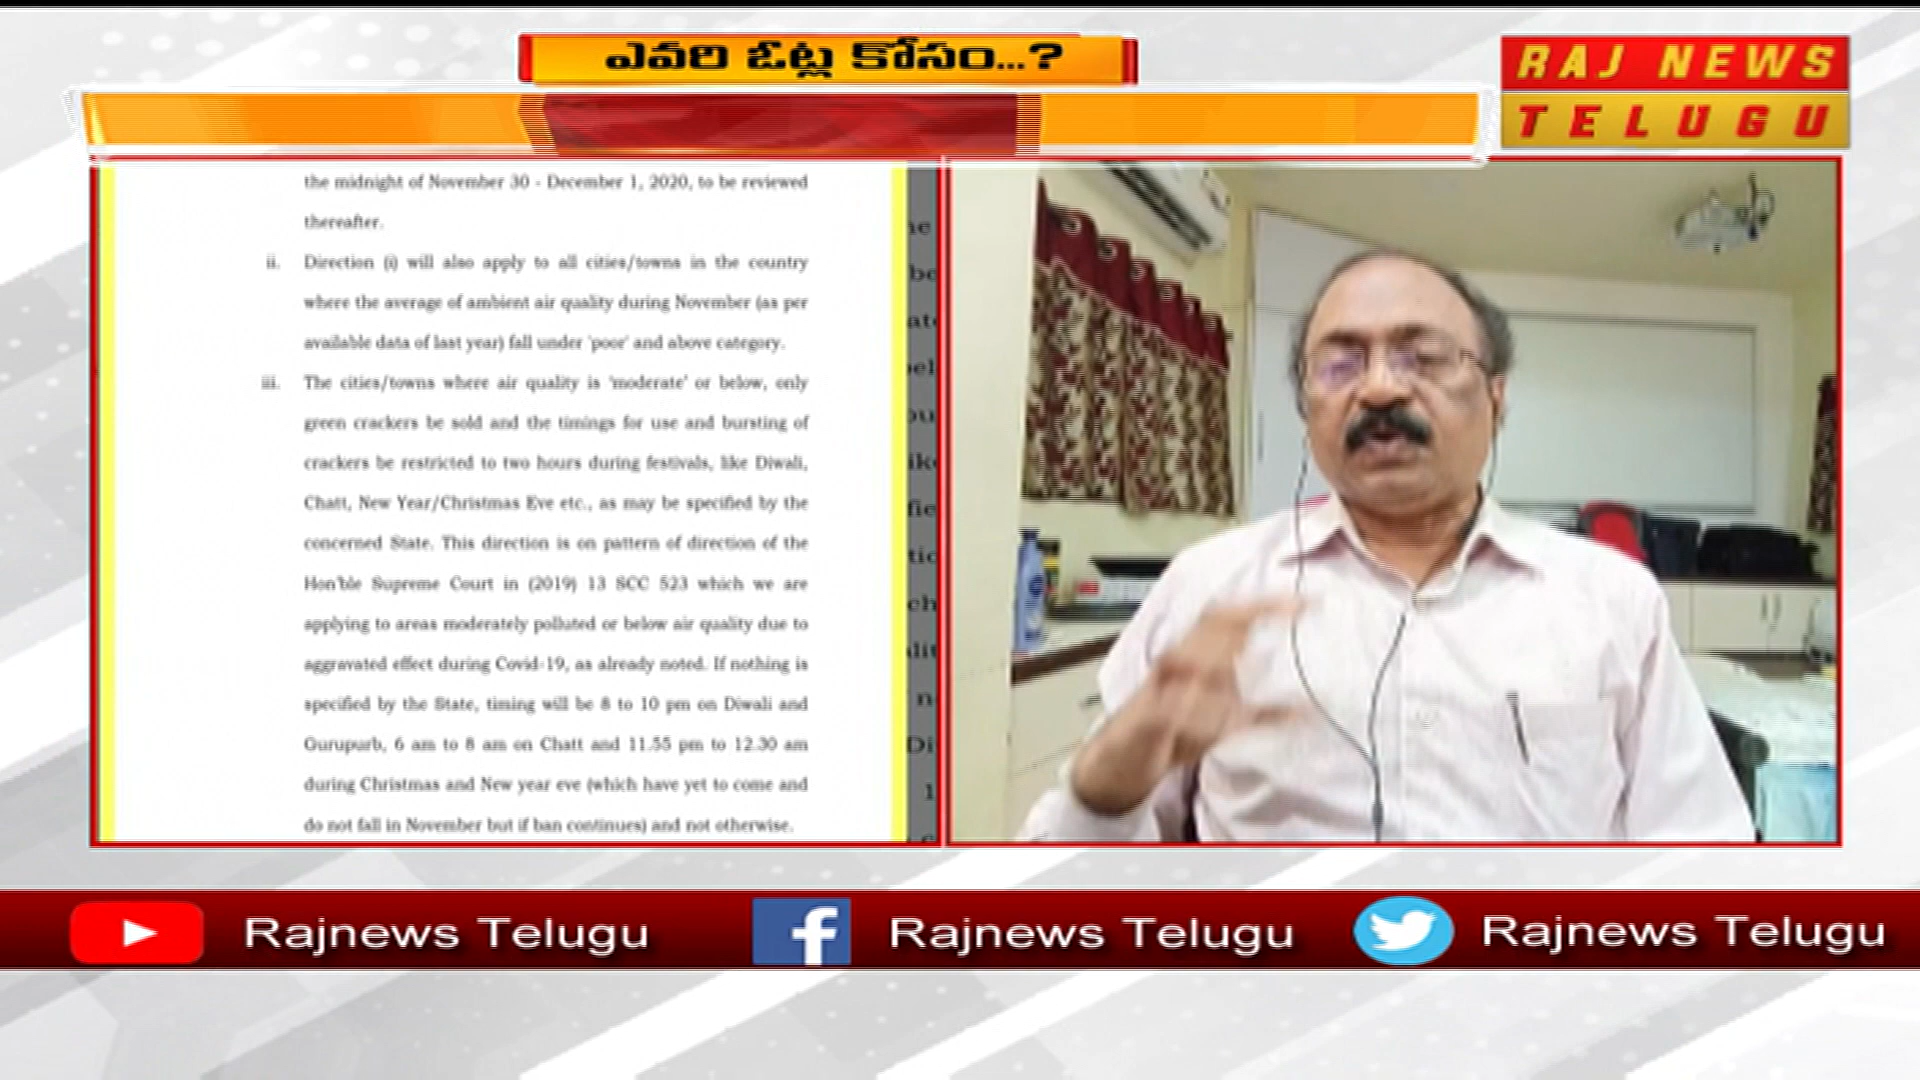 ఎవరి ఓట్ల కోసం...?
RAJ NEWS
TELUGU
the midnight of November 30 - December 1, 2020, to be reviewed
thereafter.
ii. Direction (i) will also apply to all cities/towns in the country
where the average of ambient air quality during November (as per
available data of last year) fall under 'poor' and above category.
iii. The cities/towns where air quality is 'moderate' or below, only
green crackers be sold and the timings for use and bursting of
crackers be restricted to two hours during festivals, like Diwali,
Chatt, New Year/Christmas Eve etc., as may be specified by the
concerned State. This direction is on pattern of direction of the
Hon'ble Supreme Court in (2019) 13 SCC 523 which we are
applying to areas moderately polluted or below air quality due to
aggravated effect during Covid-19, as already noted. If nothing is
specified by the State, timing will be 8 to 10 pm on Diwali and
Gurupurb, 6 am to 8 am on Chatt and 11.55 pm to 12.30 am
during Christmas and New year eve (which have yet to come and
do not fall in November but if ban continues) and not otherwise.
Rajnews Telugu
Rajnews Telugu
Rajnews Telugu